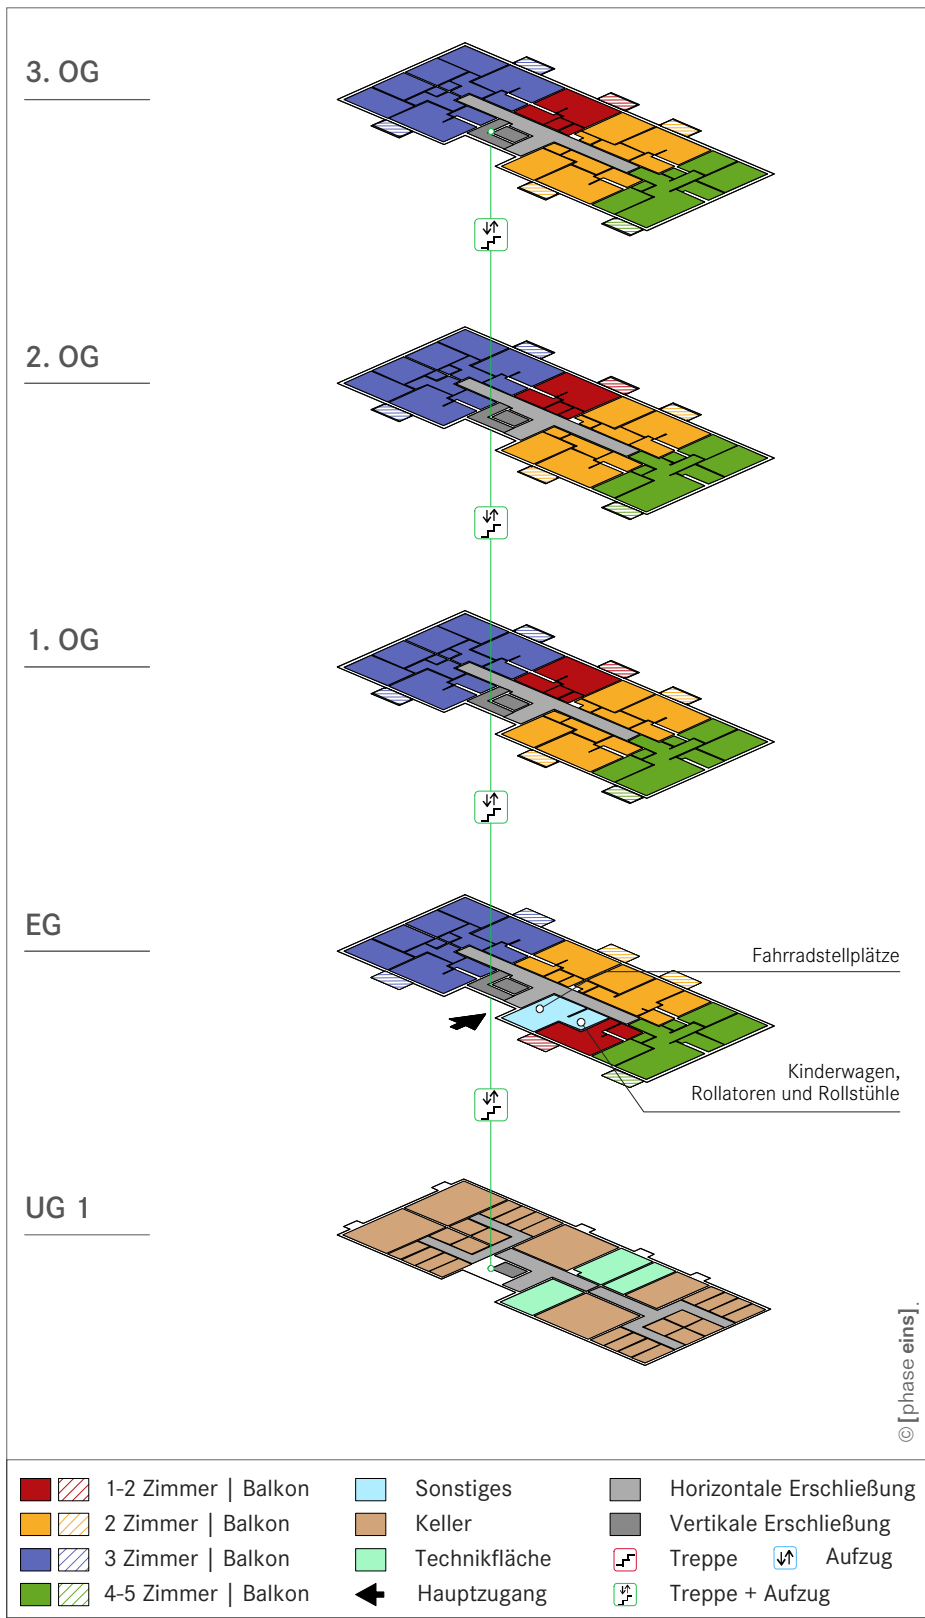 3. OG
2. OG
1. OG
EG
Fahrradstellplätze
Kinderwagen,
Rollatoren und Rollstühle
UG 1
© [phase eins].
1-2 Zimmer | Balkon
2 Zimmer | Balkon
3 Zimmer | Balkon
4-5 Zimmer | Balkon
Sonstiges
Keller
Technikfläche
Hauptzugang
Horizontale Erschließung
Vertikale Erschließung
Treppe
Aufzug
Treppe + Aufzug